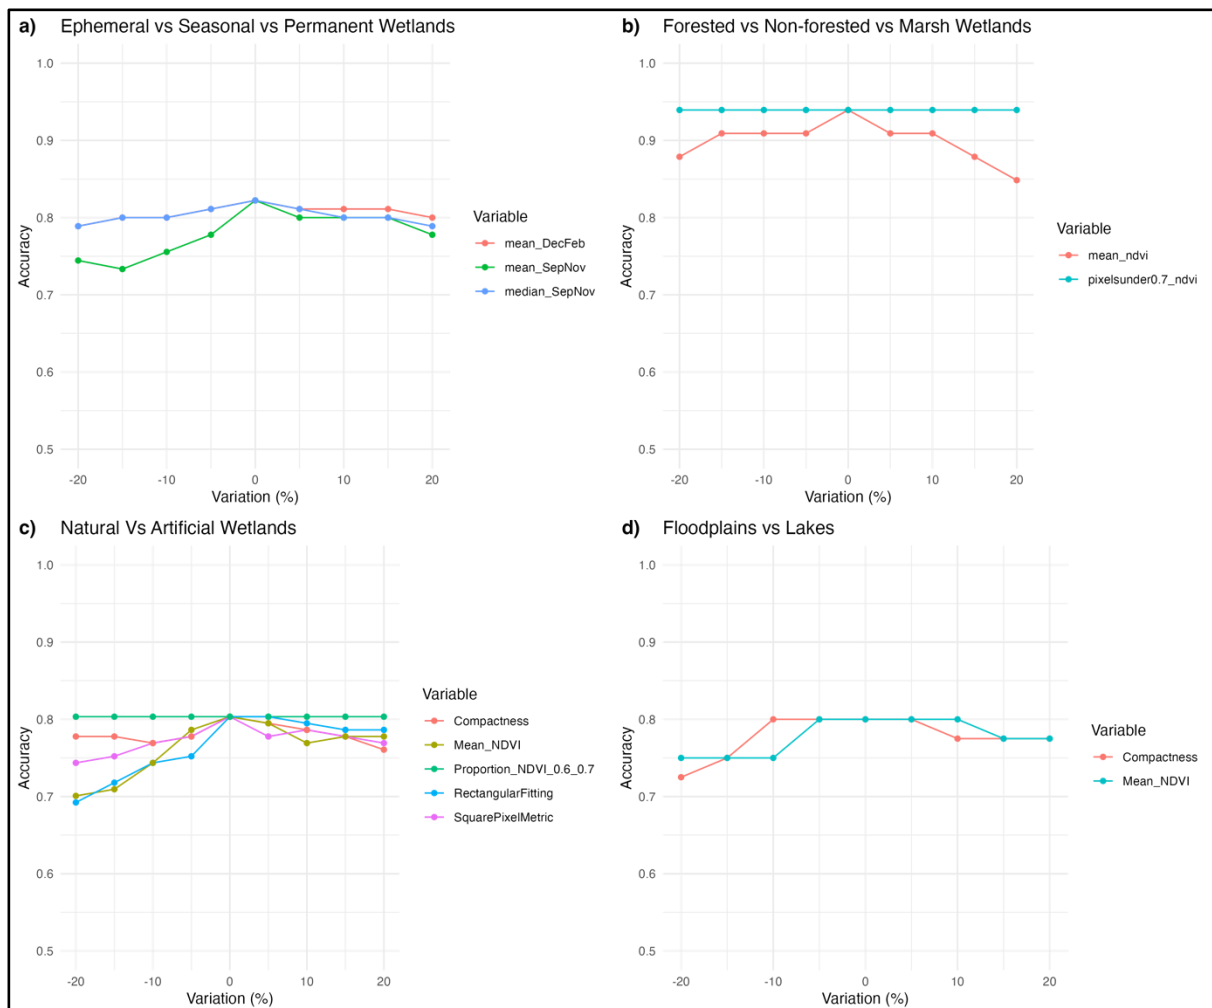 a) Ephemeral vs Seasonal vs Permanent Wetlands
1.0
0.9
0.8
0.7
0.6
0.5
Accuracy
-20 -10 0 10 20
Variation (%)
Variable
mean_DecFeb
mean_SepNov
median_SepNov
b) Forested vs Non-forested vs Marsh Wetlands
1.0
0.9
0.8
0.7
0.6
0.5
Accuracy
-20 -10 0 10 20
Variation (%)
Variable
mean_ndvi
pixelsunder0.7_ndvi
c) Natural Vs Artificial Wetlands
1.0
0.9
0.8
0.7
0.6
0.5
Accuracy
-20 -10 0 10 20
Variation (%)
Variable
Compactness
Mean_NDVI
Proportion_NDVI_0.6_0.7
RectangularFitting
SquarePixelMetric
d) Floodplains vs Lakes
1.0
0.9
0.8
0.7
0.6
0.5
Accuracy
-20 -10 0 10 20
Variation (%)
Variable
Compactness
Mean_NDVI